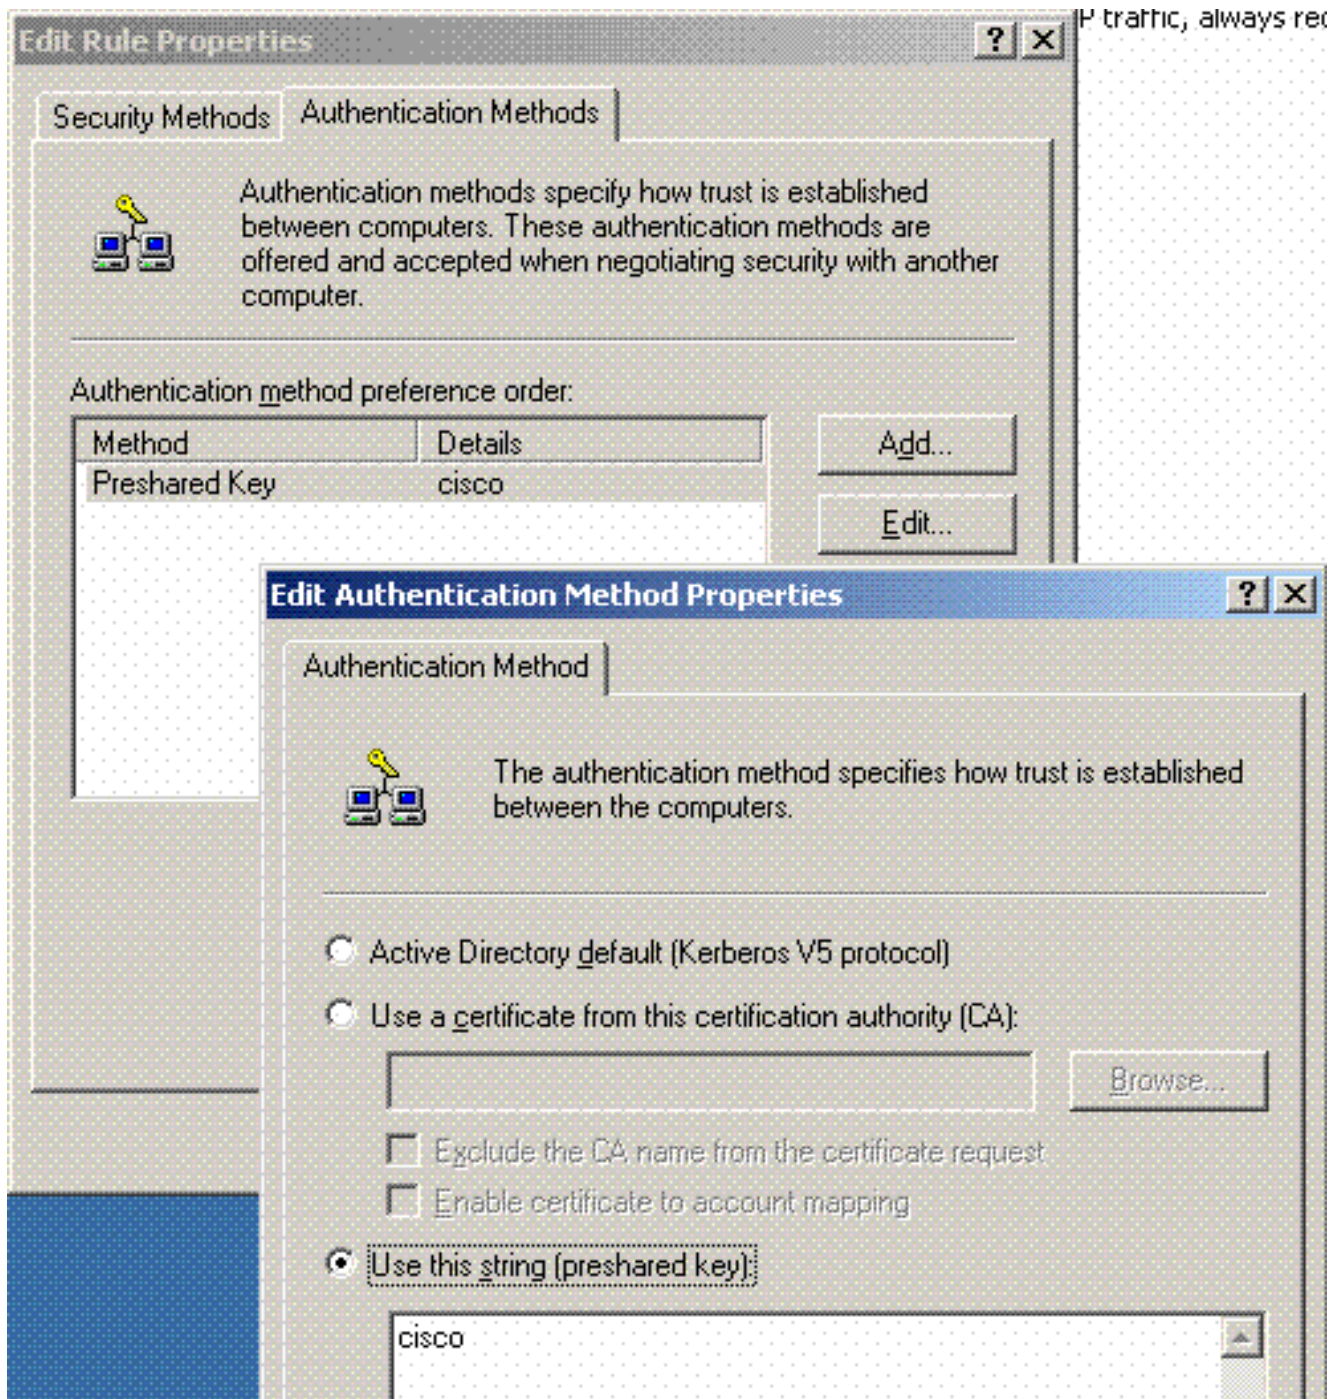 P traffic, always rec
Edit Rule Properties
Security Methods
Authentication Methods
Authentication methods specify how trust is established
between computers. These authentication methods are
offered and accepted when negotiating security with another
computer.
Authentication method preference order:
Method Details
Preshared Key cisco
Add...
Edit...
Edit Authentication Method Properties
Authentication Method
The authentication method specifies how trust is established
between the computers.
Active Directory default (Kerberos V5 protocol)
Use a certificate from this certification authority (CA):
Browse...
Exclude the CA name from the certificate request
Enable certificate to account mapping
Use this string (preshared key):
cisco